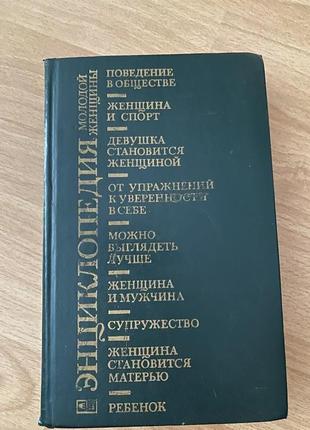 ЭНЦИКЛОПЕДИЯ
МОЛОДОЙ
ЖЕНЩИНЫ
ПОВЕДЕНИЕ
В ОБЩЕСТВЕ
ЖЕНЩИНА
И СПОРТ
ДЕВУШКА
СТАНОВИТСЯ
ЖЕНЩИНОЙ
ОТ УПРАЖНЕНИЙ
К УВЕРЕННОСТИ
В СЕБЕ
МОЖНО
ВЫГЛЯДЕТЬ
ЛУЧШЕ
ЖЕНЩИНА
И МУЖЧИНА
СУПРУЖЕСТВО
ЖЕНЩИНА
СТАНОВИТСЯ
МАТЕРЬЮ
РЕБЕНОК